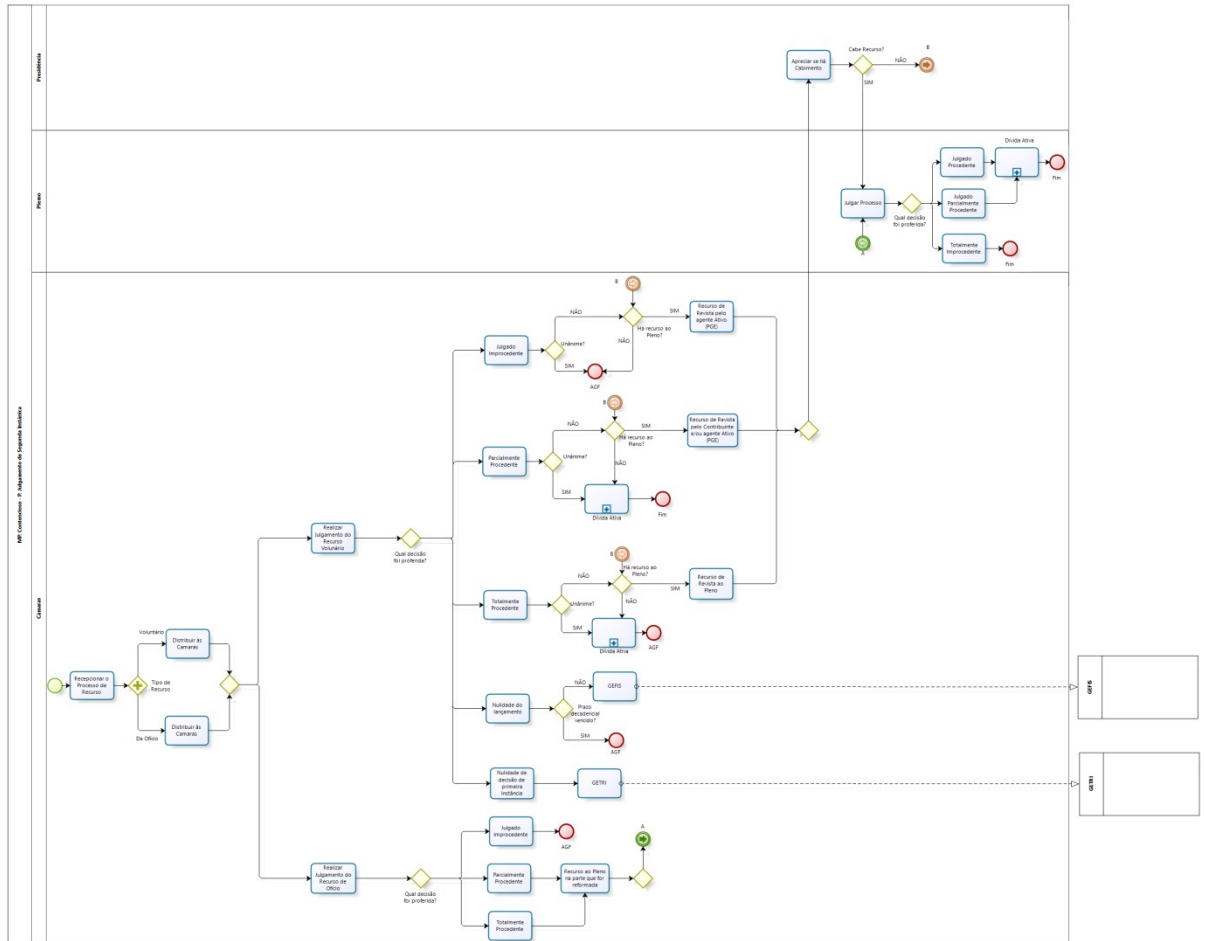 MP. Contencioso - P. Julgamento de Segunda Instância
Presidência
Apreciar se há
Cabimento
Cabe Recurso?
NÃO
B
SIM
Pleno
Julgar Processo
A
Qual decisão
foi proferida?
Julgado
Procedente
Dívida Ativa
Fim
Julgado
Parcialmente
Procedente
Totalmente
Improcedente
Fim
Câmaras
Recepcionar o
Processo de
Recurso
Tipo de
Recurso
Voluntário
Distribuir às
Camaras
De Ofício
Distribuir às
Camaras
Realizar
Julgamento do
Recurso
Volunário
Qual decisão
foi proferida?
Julgado
Improcedente
Unânime?
NÃO
SIM
AGF
B
Há recurso ao
Pleno?
NÃO
SIM
Recurso de
Revista pelo
agente Ativo
(PGE)
Parcialmente
Procedente
Unânime?
NÃO
SIM
B
Há recurso ao
Pleno?
SIM
NÃO
Dívida Ativa
Fim
Recurso de Revista
pelo Contribuinte
e/ou agente Ativo
(PGE)
Totalmente
Procedente
Unânime?
NÃO
SIM
B
Há recurso ao
Pleno?
SIM
NÃO
Dívida Ativa
AGF
Recurso de
Revista ao
Pleno
Nulidade do
lançamento
Prazo
decadencial
vencido?
NÃO
GEFIS
SIM
AGF
GEFIS
Nulidade de
decisão de
primeira
instância
GETRI
GETRI
Realizar
Julgamento do
Recurso de
Ofício
Qual decisão
foi proferida?
Julgado
Improcedente
AGF
Parcialmente
Procedente
Recurso ao Pleno
na parte que for
reformada
A
Totalmente
Procedente